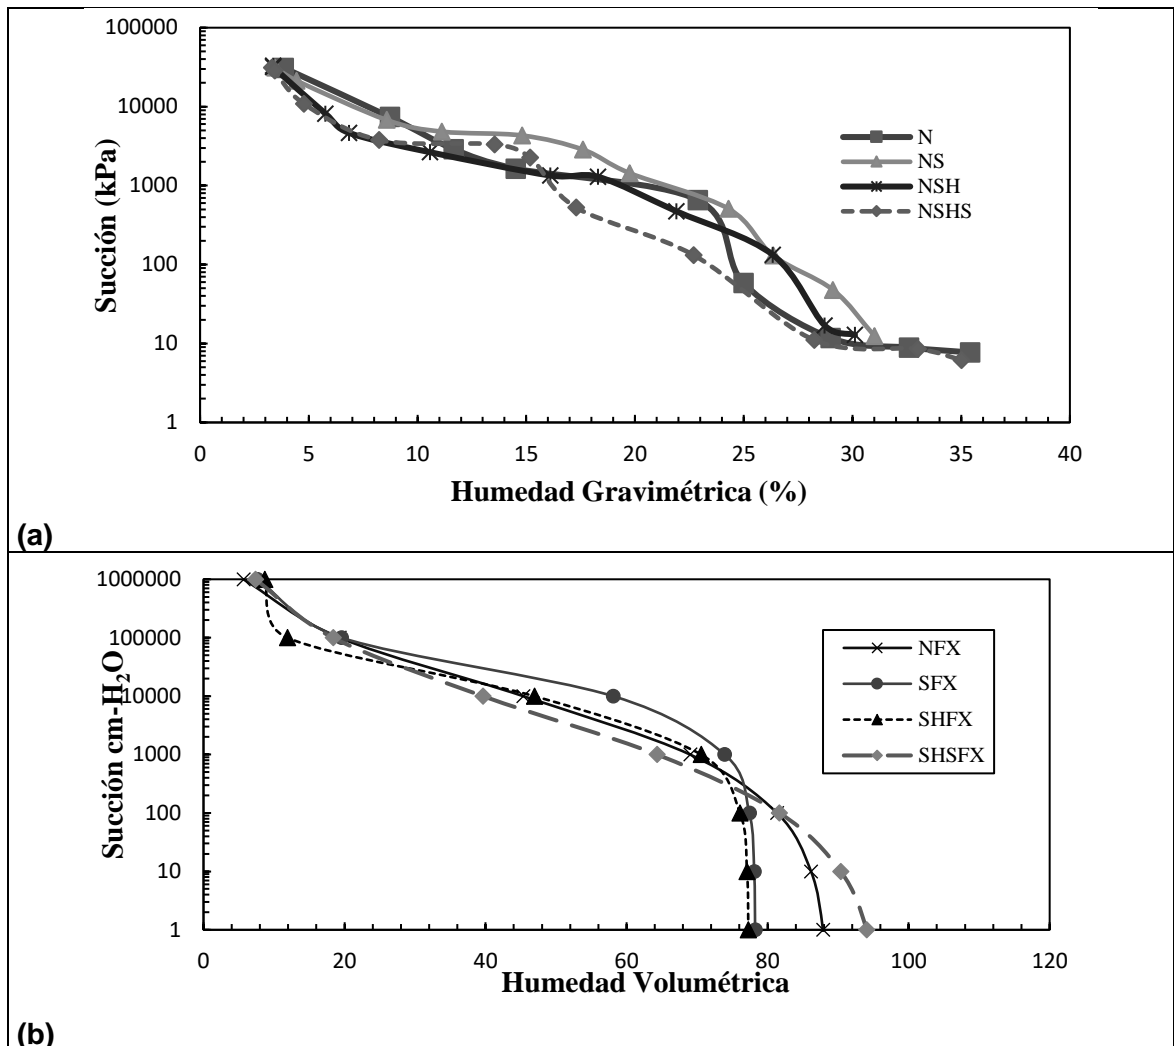 100000
10000
1000
100
10
1
Succión (kPa)
0 5 10 15 20 25 30 35 40
Humedad Gravimétrica (%)
N
NS
NSH
NSHS
(a)
1000000
100000
10000
1000
100
10
1
Succión cm-H₂O
0 20 40 60 80 100 120
Humedad Volumétrica
NFX
SFX
SHFX
SHSFX
(b)